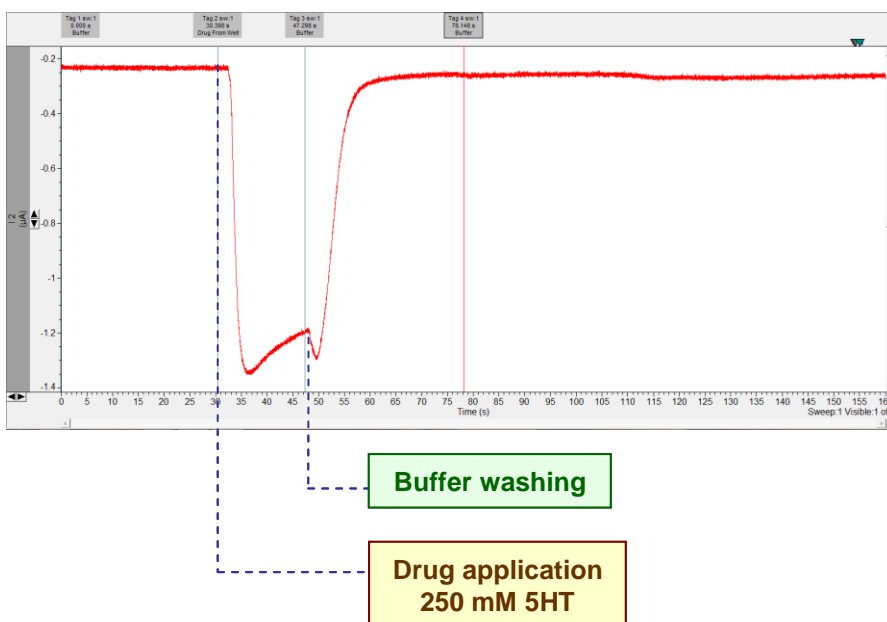 Tag 1 sw:1
0.000 s
Buffer
Tag 2 sw:1
30.398 s
Drug From Well
Tag 3 sw:1
47.298 s
Buffer
Tag 4 sw:1
78.148 s
Buffer
-0.2
-0.4
-0.6
-0.8
-1
-1.2
-1.4
I 2
(µA)
0 5 10 15 20 25 30 35 40 45 50 55 60 65 70 75 80 85 90 95 100 105 110 115 120 125 130 135 140 145 150 155 160
Time (s)
Sweep:1 Visible:1 of
Buffer washing
Drug application
250 mM 5HT